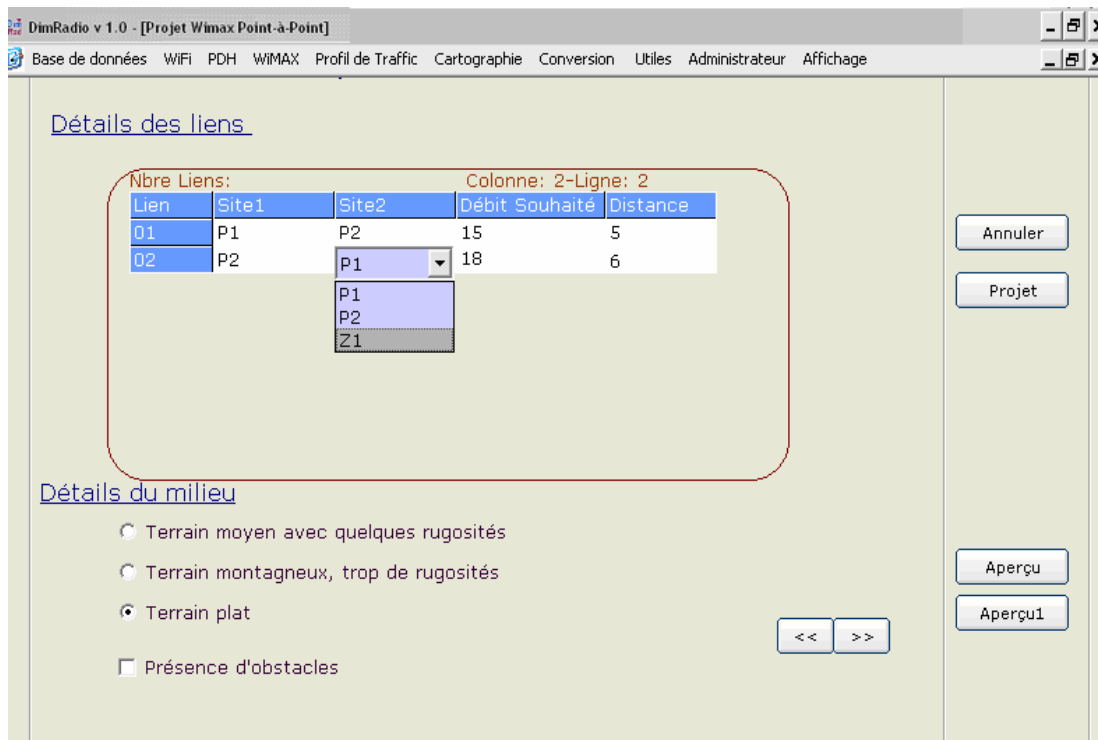 DimRadio v 1.0 - [Projet Wimax Point-à-Point]
Base de données WiFi PDH WiMAX Profil de Traffic Cartographie Conversion Utiles Administrateur Affichage
Détails des liens
Nbre Liens: Colonne: 2-Ligne: 2
Lien Site1 Site2 Débit Souhaité Distance
01 P1 P2 15 5
02 P2 P1 18 6
P1
P2
Z1
Annuler
Projet
Détails du milieu
Terrain moyen avec quelques rugosités
Terrain montagneux, trop de rugosités
Terrain plat
Présence d'obstacles
<< >>
Aperçu
Aperçu1